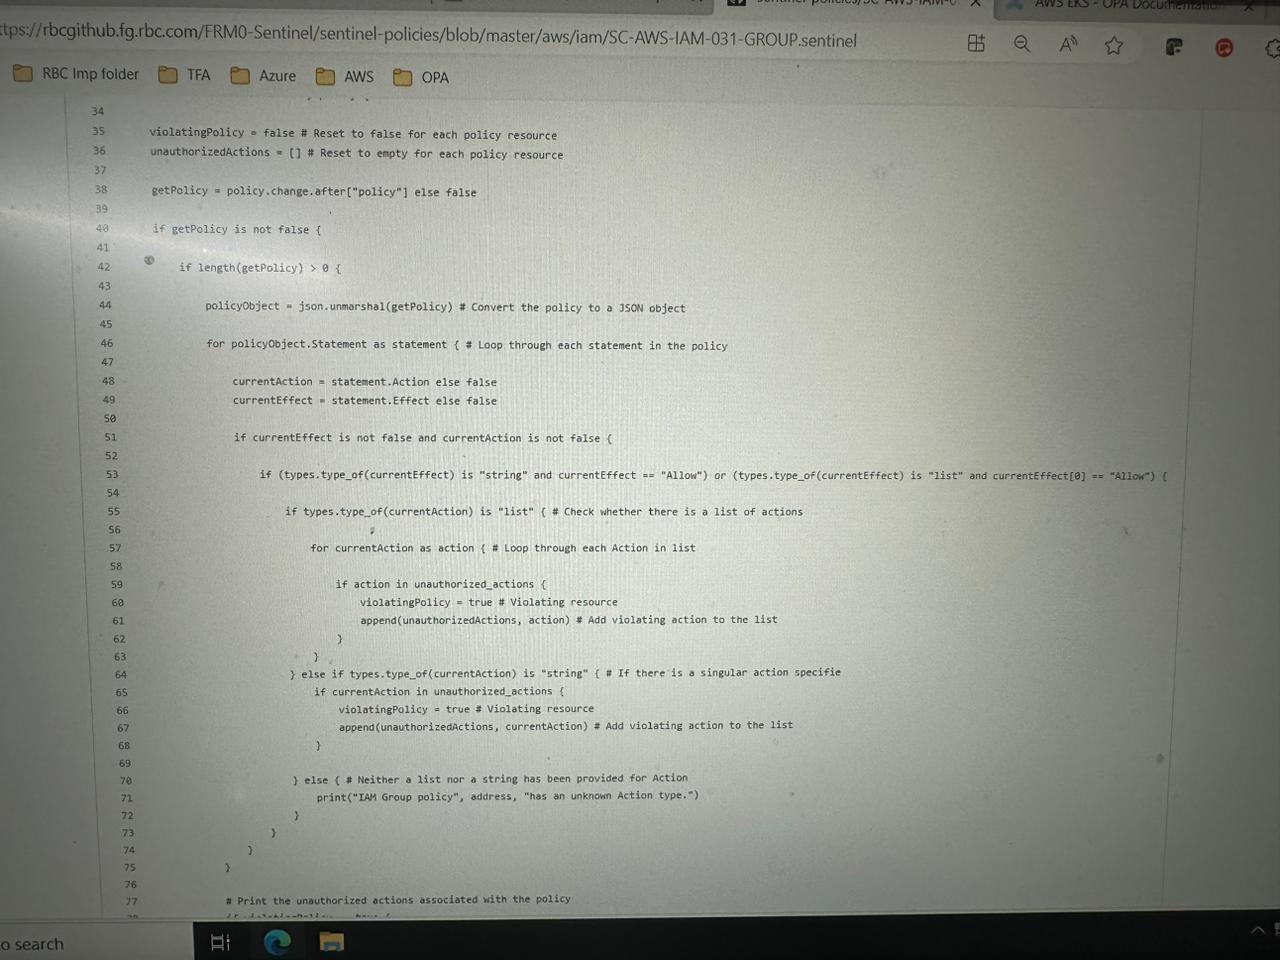 AWS EKS - OPA Documentation
ttps://rbcgithub.fg.rbc.com/FRM0-Sentinel/sentinel-policies/blob/master/aws/iam/SC-AWS-IAM-031-GROUP.sentinel
RBC Imp folder TFA Azure AWS OPA
34
35 violatingPolicy = false # Reset to false for each policy resource
36 unauthorizedActions = [] # Reset to empty for each policy resource
37
38 getPolicy = policy.change.after["policy"] else false
39
40 if getPolicy is not false {
41
42 if length(getPolicy) > 0 {
43
44 policyObject = json.unmarshal(getPolicy) # Convert the policy to a JSON object
45
46 for policyObject.Statement as statement { # Loop through each statement in the policy
47
48 currentAction = statement.Action else false
49 currentEffect = statement.Effect else false
50
51 if currentEffect is not false and currentAction is not false {
52
53 if (types.type_of(currentEffect) is "string" and currentEffect == "Allow") or (types.type_of(currentEffect) is "list" and currentEffect[0] == "Allow") {
54
55 if types.type_of(currentAction) is "list" { # Check whether there is a list of actions
56
57 for currentAction as action { # Loop through each Action in list
58
59 if action in unauthorized_actions {
60 violatingPolicy = true # Violating resource
61 append(unauthorizedActions, action) # Add violating action to the list
62 }
63 }
64 } else if types.type_of(currentAction) is "string" { # If there is a singular action specifie
65 if currentAction in unauthorized_actions {
66 violatingPolicy = true # Violating resource
67 append(unauthorizedActions, currentAction) # Add violating action to the list
68 }
69
70 } else { # Neither a list nor a string has been provided for Action
71 print("IAM Group policy", address, "has an unknown Action type.")
72 }
73 }
74 }
75 }
76
77 # Print the unauthorized actions associated with the policy
o search